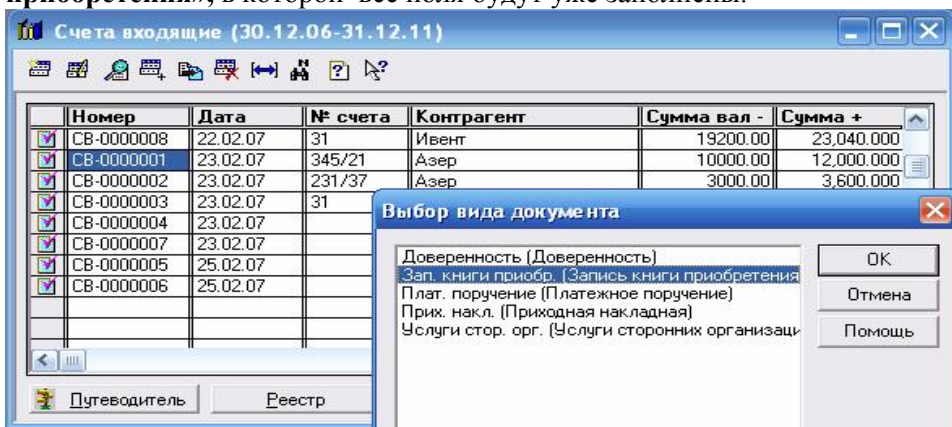 приобретения», в которой все поля будут уже заполнены.
Счета входящие (30.12.06-31.12.11)
Номер Дата № счета Контрагент Сумма вал - Сумма +
СВ-0000008 22.02.07 31 Ивент 19200.00 23,040.000
СВ-0000001 23.02.07 345/21 Азер 10000.00 12,000.000
СВ-0000002 23.02.07 231/37 Азер 3000.00 3,600.000
СВ-0000003 23.02.07 31
СВ-0000004 23.02.07
СВ-0000007 23.02.07
СВ-0000005 25.02.07
СВ-0000006 25.02.07
Выбор вида документа
Доверенность (Доверенность)
Зап. книги приобр. (Запись книги приобретения
Плат. поручение (Платежное поручение)
Прих. накл. (Приходная накладная)
Услуги стор. орг. (Услуги сторонних организаци
ОК
Отмена
Помощь
Путеводитель Реестр